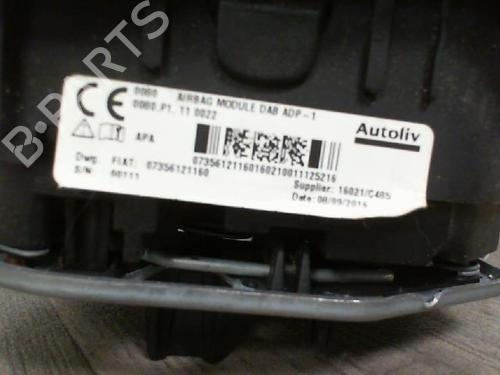 B-PARTS
CE
0080 AIRBAG MODULE DAB ADP-1
0080.P1. 11 0022
APA
Autoliv
Dwg. FIAT: 07356121160
07356121160160210011125216
S/N
00111
Supplier: 16021/C485
Date: 08/09/2016